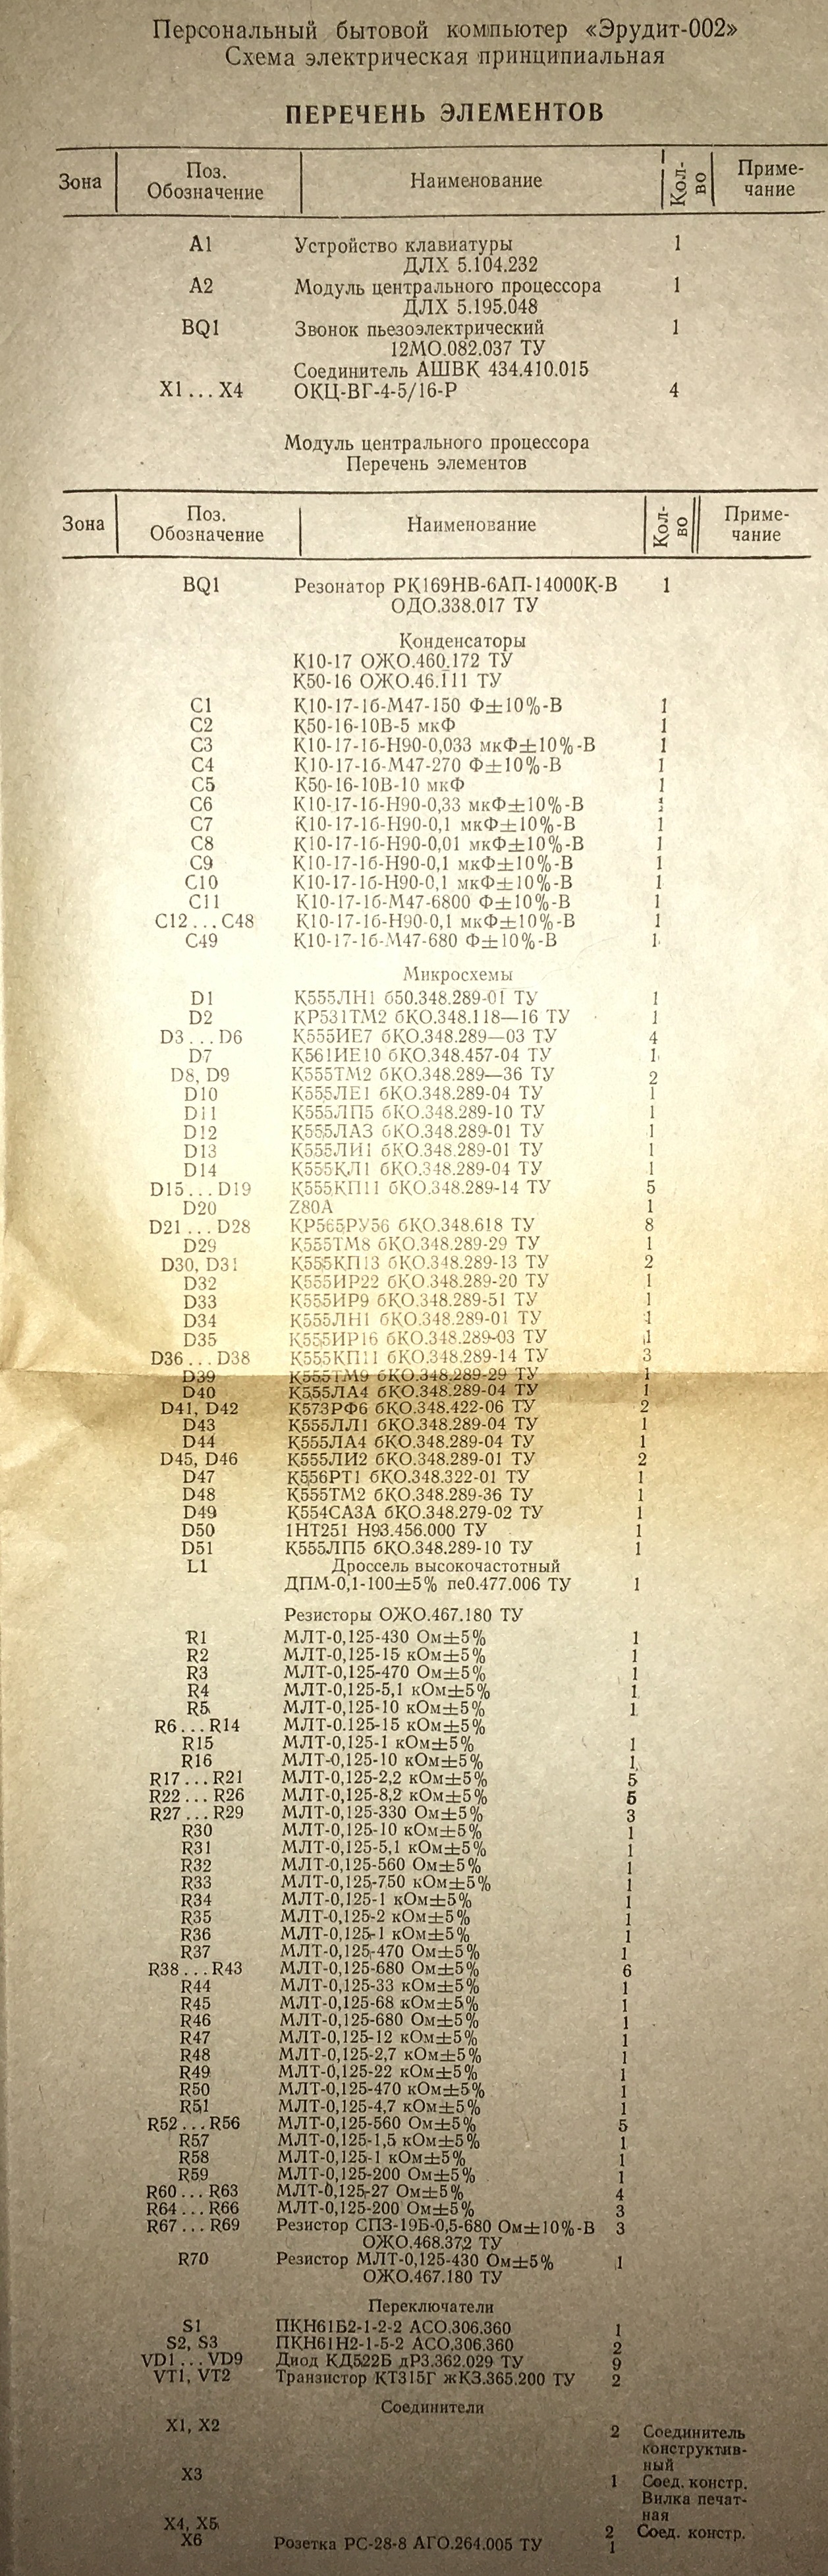 Персональный бытовой компьютер «Эрудит-002»
Схема электрическая принципиальная
ПЕРЕЧЕНЬ ЭЛЕМЕНТОВ
Зона Поз. Обозначение Наименование Кол-во Приме-чание
А1 Устройство клавиатуры 1
ДЛХ 5.104.232
А2 Модуль центрального процессора 1
ДЛХ 5.195.048
BQ1 Звонок пьезоэлектрический 1
12МО.082.037 ТУ
Соединитель АШВК 434.410.015
X1...X4 ОКЦ-ВГ-4-5/16-Р 4
Модуль центрального процессора
Перечень элементов
Зона Поз. Обозначение Наименование Кол-во Приме-чание
BQ1 Резонатор РК169НВ-6АП-14000К-В 1
ОДО.338.017 ТУ
Конденсаторы
К10-17 ОЖО.460.172 ТУ
К50-16 ОЖО.46.111 ТУ
C1 К10-17-1б-М47-150 Ф±10%-В 1
C2 К50-16-10В-5 мкФ 1
C3 К10-17-1б-Н90-0,033 мкФ±10%-В 1
C4 К10-17-1б-М47-270 Ф±10%-В 1
C5 К50-16-10В-10 мкФ 1
C6 К10-17-1б-Н90-0,33 мкФ±10%-В 1
C7 К10-17-1б-Н90-0,1 мкФ±10%-В 1
C8 К10-17-1б-Н90-0,01 мкФ±10%-В 1
C9 К10-17-1б-Н90-0,1 мкФ±10%-В 1
C10 К10-17-1б-Н90-0,1 мкФ±10%-В 1
C11 К10-17-1б-М47-6800 Ф±10%-В 1
C12...C48 К10-17-1б-Н90-0,1 мкФ±10%-В 1
C49 К10-17-1б-М47-680 Ф±10%-В 1
Микросхемы
D1 К555ЛН1 б50.348.289-01 ТУ 1
D2 КР531ТМ2 бКО.348.118—16 ТУ 1
D3...D6 К555ИЕ7 бКО.348.289—03 ТУ 4
D7 К561ИЕ10 бКО.348.457-04 ТУ 1
D8, D9 К555ТМ2 бКО.348.289—36 ТУ 2
D10 К555ЛЕ1 бКО.348.289-04 ТУ 1
D11 К555ЛП5 бКО.348.289-10 ТУ 1
D12 К555ЛА3 бКО.348.289-01 ТУ 1
D13 К555ЛИ1 бКО.348.289-01 ТУ 1
D14 К555КЛ1 бКО.348.289-04 ТУ 1
D15...D19 К555КП11 бКО.348.289-14 ТУ 5
D20 Z80A 1
D21...D28 КР565РУ56 бКО.348.618 ТУ 8
D29 К555ТМ8 бКО.348.289-29 ТУ 1
D30, D31 К555КП13 бКО.348.289-13 ТУ 2
D32 К555ИР22 бКО.348.289-20 ТУ 1
D33 К555ИР9 бКО.348.289-51 ТУ 1
D34 К555ЛН1 бКО.348.289-01 ТУ 1
D35 К555ИР16 бКО.348.289-03 ТУ 1
D36...D38 К555КП11 бКО.348.289-14 ТУ 3
D39 К555ТМ9 бКО.348.289-29 ТУ 1
D40 К555ЛА4 бКО.348.289-04 ТУ 1
D41, D42 К573РФ6 бКО.348.422-06 ТУ 2
D43 К555ЛЛ1 бКО.348.289-04 ТУ 1
D44 К555ЛА4 бКО.348.289-04 ТУ 1
D45, D46 К555ЛИ2 бКО.348.289-01 ТУ 2
D47 К556РТ1 бКО.348.322-01 ТУ 1
D48 К555ТМ2 бКО.348.289-36 ТУ 1
D49 К554СА3А бКО.348.279-02 ТУ 1
D50 1НТ251 Н93.456.000 ТУ 1
D51 К555ЛП5 бКО.348.289-10 ТУ 1
L1 Дроссель высокочастотный
ДПМ-0,1-100±5% пе0.477.006 ТУ 1
Резисторы ОЖО.467.180 ТУ
R1 МЛТ-0,125-430 Ом±5% 1
R2 МЛТ-0,125-15 кОм±5% 1
R3 МЛТ-0,125-470 Ом±5% 1
R4 МЛТ-0,125-5,1 кОм±5% 1
R5 МЛТ-0,125-10 кОм±5% 1
R6...R14 МЛТ-0.125-15 кОм±5%
R15 МЛТ-0,125-1 кОм±5% 1
R16 МЛТ-0,125-10 кОм±5% 1
R17...R21 МЛТ-0,125-2,2 кОм±5% 5
R22...R26 МЛТ-0,125-8,2 кОм±5% 5
R27...R29 МЛТ-0,125-330 Ом±5% 3
R30 МЛТ-0,125-10 кОм±5% 1
R31 МЛТ-0,125-5,1 кОм±5% 1
R32 МЛТ-0,125-560 Ом±5% 1
R33 МЛТ-0,125-750 кОм±5% 1
R34 МЛТ-0,125-1 кОм±5% 1
R35 МЛТ-0,125-2 кОм±5% 1
R36 МЛТ-0,125-1 кОм±5% 1
R37 МЛТ-0,125-470 Ом±5% 1
R38...R43 МЛТ-0,125-680 Ом±5% 6
R44 МЛТ-0,125-33 кОм±5% 1
R45 МЛТ-0,125-68 кОм±5% 1
R46 МЛТ-0,125-680 Ом±5% 1
R47 МЛТ-0,125-12 кОм±5% 1
R48 МЛТ-0,125-2,7 кОм±5% 1
R49 МЛТ-0,125-22 кОм±5% 1
R50 МЛТ-0,125-470 кОм±5% 1
R51 МЛТ-0,125-4,7 кОм±5% 1
R52...R56 МЛТ-0,125-560 Ом±5% 5
R57 МЛТ-0,125-1,5 кОм±5% 1
R58 МЛТ-0,125-1 кОм±5% 1
R59 МЛТ-0,125-200 Ом±5% 1
R60...R63 МЛТ-0,125-27 Ом±5% 4
R64...R66 МЛТ-0,125-200 Ом±5% 3
R67...R69 Резистор СПЗ-19Б-0,5-680 Ом±10%-В 3
ОЖО.468.372 ТУ
R70 Резистор МЛТ-0,125-430 Ом±5% 1
ОЖО.467.180 ТУ
Переключатели
S1 ПКН61Б2-1-2-2 АСО.306.360 1
S2, S3 ПКН61Н2-1-5-2 АСО.306.360 2
VD1...VD9 Диод КД522Б дР3.362.029 ТУ 9
VT1, VT2 Транзистор КТ315Г жК3.365.200 ТУ 2
Соединители
X1, X2 2 Соединитель
конструктив-
ный
X3 1 Соед. констр.
Вилка печат-
ная
X4, X5 2 Соед. констр.
X6 Розетка РС-28-8 АГО.264.005 ТУ 1